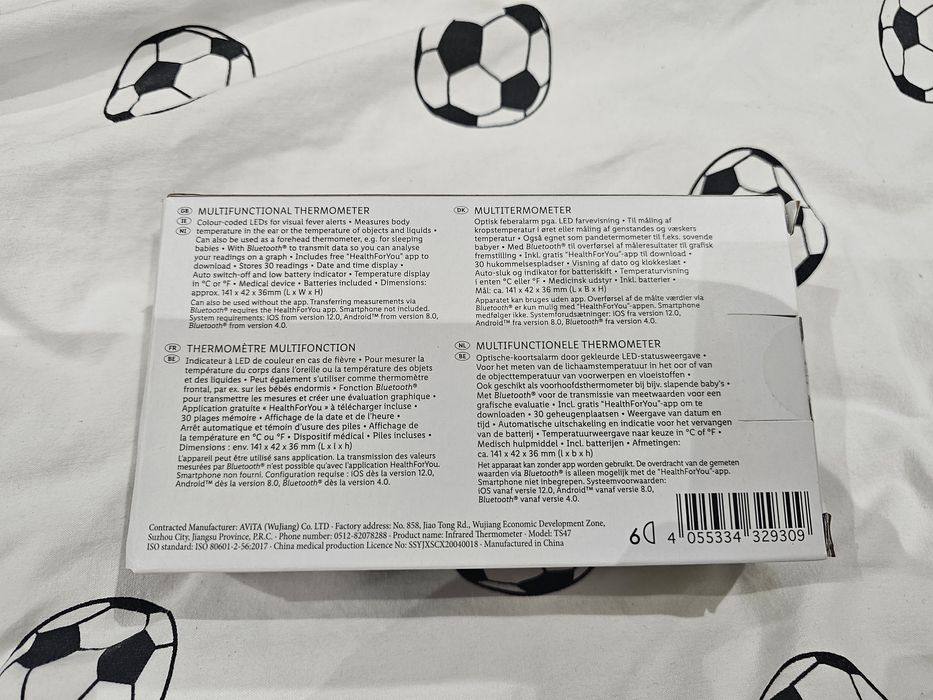 GB MULTIFUNCTIONAL THERMOMETER
IE Colour-coded LEDs for visual fever alerts • Measures body
NI temperature in the ear or the temperature of objects and liquids •
Can also be used as a forehead thermometer, e.g. for sleeping
babies • With Bluetooth® to transmit data so you can analyse
your readings on a graph • Includes free "HealthForYou" app to
download • Stores 30 readings • Date and time display •
Auto switch-off and low battery indicator • Temperature display
in °C or °F • Medical device • Batteries included • Dimensions:
approx. 141 x 42 x 36mm (L x W x H)
Can also be used without the app. Transferring measurements via
Bluetooth® requires the HealthForYou app. Smartphone not included.
System requirements: iOS from version 12.0, Android™ from version 8.0,
Bluetooth® from version 4.0.
FR THERMOMÈTRE MULTIFONCTION
BE Indicateur à LED de couleur en cas de fièvre • Pour mesurer la
température du corps dans l'oreille ou la température des objets
et des liquides • Peut également s'utiliser comme thermomètre
frontal, par ex. sur les bébés endormis • Fonction Bluetooth®
pour transmettre les mesures et créer une évaluation graphique •
Application gratuite « HealthForYou » à télécharger incluse •
30 plages mémoire • Affichage de la date et de l'heure •
Arrêt automatique et témoin d'usure des piles • Affichage de
la température en °C ou °F • Dispositif médical • Piles incluses •
Dimensions : env. 141 x 42 x 36 mm (L x l x h)
L'appareil peut être utilisé sans application. La transmission des valeurs
mesurées par Bluetooth® n'est possible qu'avec l'application HealthForYou.
Smartphone non fourni. Configuration requise : iOS dès la version 12.0,
Android™ dès la version 8.0, Bluetooth® dès la version 4.0.
DK MULTITERMOMETER
Optisk feberalarm pga. LED farvevisning • Til måling af
kropstemperatur i øret eller måling af genstandes og væskers
temperatur • Også egnet som pandetermometer til f.eks. sovende
babyer • Med Bluetooth® til overførsel af måleresultater til grafisk
fremstilling • Inkl. gratis "HealthForYou"-app til download •
30 hukommelsespladser • Visning af dato og klokkeslæt •
Auto-sluk og indikator for batteriskift • Temperaturvisning
i enten °C eller °F • Medicinsk udstyr • Inkl. batterier •
Mål: ca. 141 x 42 x 36 mm (L x B x H)
Apparatet kan bruges uden app. Overførsel af de målte værdier via
Bluetooth® er kun mulig med "HealthForYou"-appen. Smartphone
medfølger ikke. Systemforudsætninger: iOS fra version 12.0,
Android™ fra version 8.0, Bluetooth® fra version 4.0.
NL MULTIFUNCTIONELE THERMOMETER
BE Optische-koortsalarm door gekleurde LED-statusweergave •
Voor het meten van de lichaamstemperatuur in het oor of van
de objecttemperatuur van voorwerpen en vloeistoffen •
Ook geschikt als voorhoofdsthermometer bij bijv. slapende baby's •
Met Bluetooth® voor de transmissie van meetwaarden voor een
grafische evaluatie • Incl. gratis "HealthForYou"-app om te
downloaden • 30 geheugenplaatsen • Weergave van datum en
tijd • Automatische uitschakeling en indicatie voor het vervangen
van de batterij • Temperatuurweergave naar keuze in °C of °F •
Medisch hulpmiddel • Incl. batterijen • Afmetingen:
ca. 141 x 42 x 36 mm (l x b x h)
Het apparaat kan zonder app worden gebruikt. De overdracht van de gemeten
waarden via Bluetooth® is alleen mogelijk met de "HealthForYou"-app.
Smartphone niet inbegrepen. Systeemvoorwaarden:
iOS vanaf versie 12.0, Android™ vanaf versie 8.0,
Bluetooth® vanaf versie 4.0.
Contracted Manufacturer: AVITA (WuJiang) Co. LTD · Factory address: No. 858, Jiao Tong Rd., Wujiang Economic Development Zone,
Suzhou City, Jiangsu Province, P.R.C. · Phone number: 0512-82078288 · Product name: Infrared Thermometer · Model: TS47
ISO standard: ISO 80601-2-56:2017 · China medical production Licence No: SSYJXSCX20040018 · Manufactured in China
6D
4 055334 329309